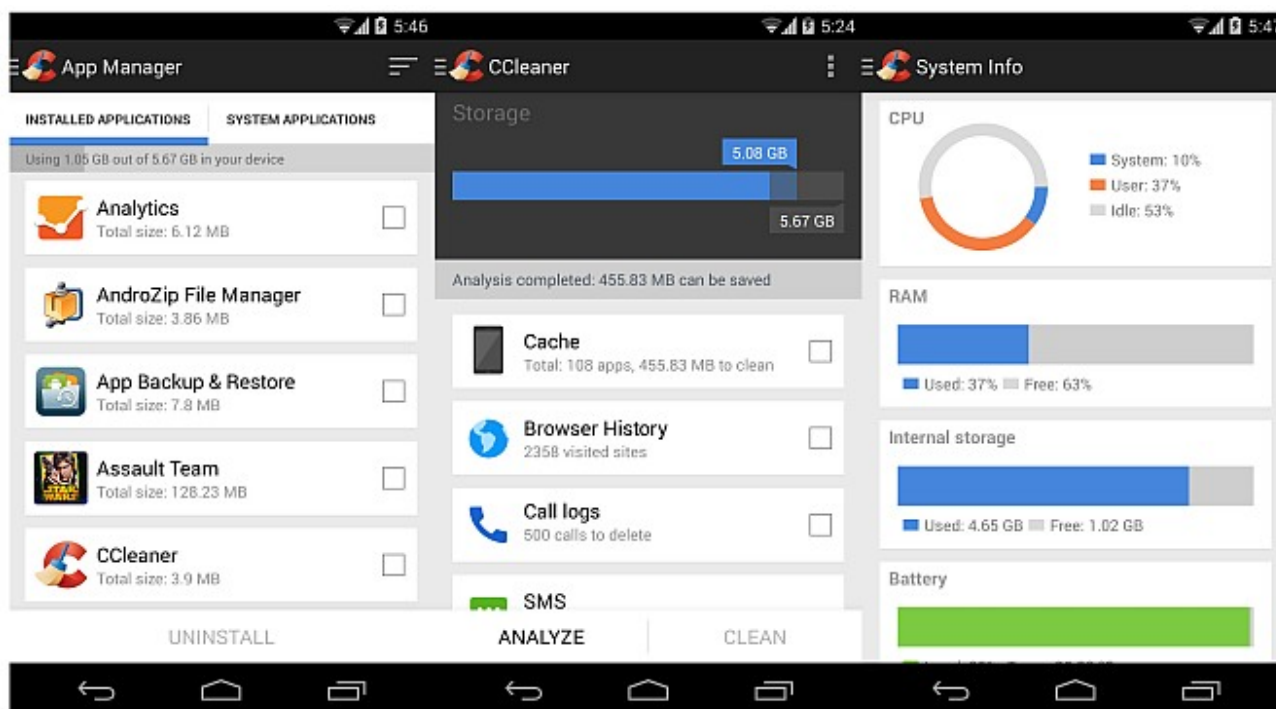 5:46
App Manager
INSTALLED APPLICATIONS
SYSTEM APPLICATIONS
Using 1.05 GB out of 5.67 GB in your device
Analytics
Total size: 6.12 MB
AndroZip File Manager
Total size: 3.86 MB
App Backup & Restore
Total size: 7.8 MB
STAR WARS
Assault Team
Total size: 128.23 MB
CCleaner
Total size: 3.9 MB
UNINSTALL
5:24
CCleaner
Storage
5.08 GB
5.67 GB
Analysis completed: 455.83 MB can be saved
Cache
Total: 108 apps, 455.83 MB to clean
Browser History
2358 visited sites
Call logs
500 calls to delete
SMS
ANALYZE
CLEAN
5:47
System Info
CPU
System: 10%
User: 37%
Idle: 53%
RAM
Used: 37% Free: 63%
Internal storage
Used: 4.65 GB Free: 1.02 GB
Battery